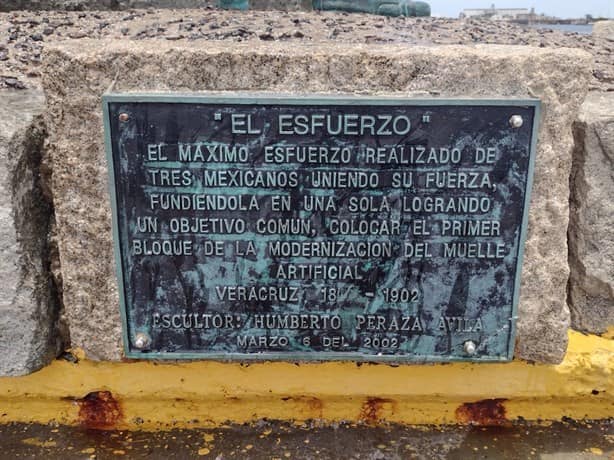 " EL ESFUERZO "
EL MAXIMO ESFUERZO REALIZADO DE
TRES MEXICANOS UNIENDO SU FUERZA,
FUNDIENDOLA EN UNA SOLA LOGRANDO
UN OBJETIVO COMUN, COLOCAR EL PRIMER
BLOQUE DE LA MODERNIZACION DEL MUELLE
ARTIFICIAL
VERACRUZ - 1902
ESCULTOR: HUMBERTO PERAZA AVILA
MARZO 6 DEL 2002